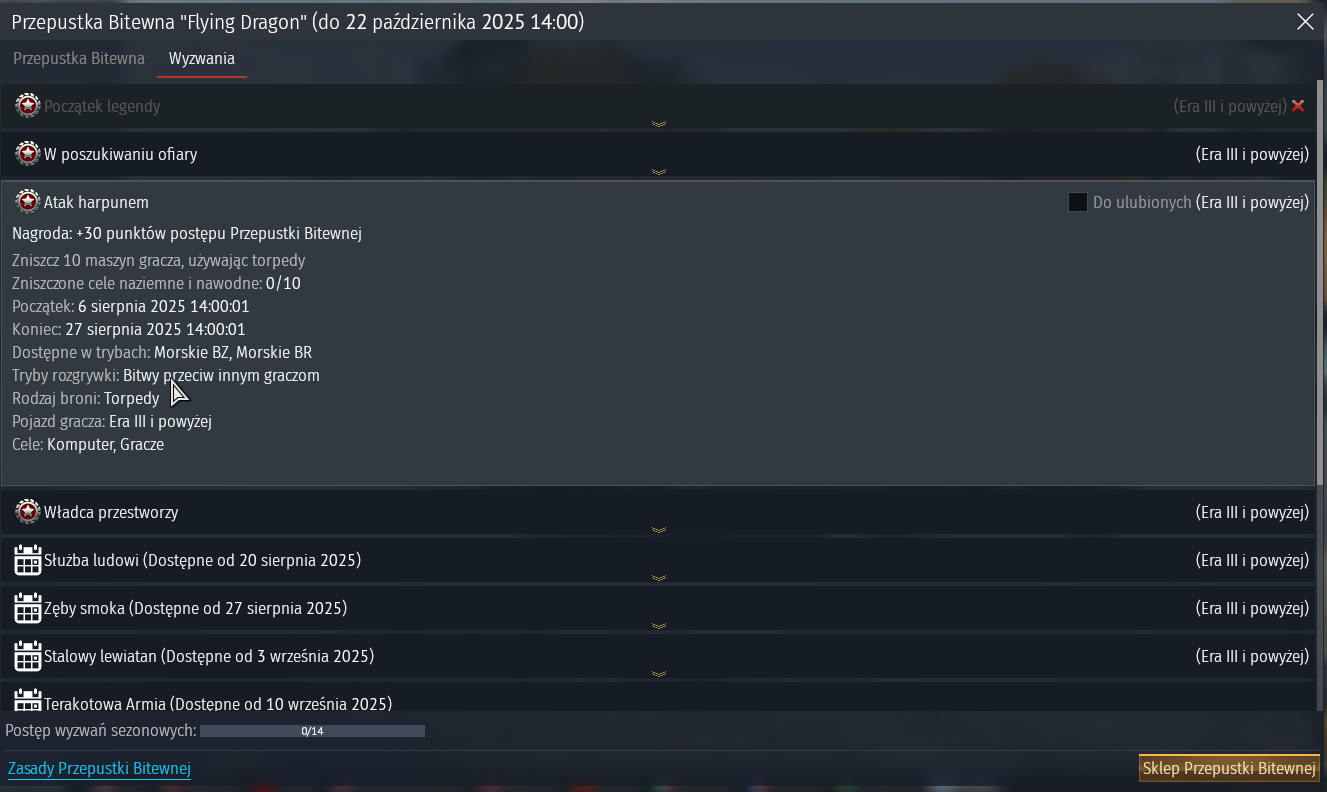 Przepustka Bitewna "Flying Dragon" (do 22 października 2025 14:00)
Przepustka Bitewna Wyzwania
Początek legendy (Era III i powyżej)
W poszukiwaniu ofiary (Era III i powyżej)
Atak harpunem Do ulubionych (Era III i powyżej)
Nagroda: +30 punktów postępu Przepustki Bitewnej
Zniszcz 10 maszyn gracza, używając torpedy
Zniszczone cele naziemne i nawodne: 0/10
Początek: 6 sierpnia 2025 14:00:01
Koniec: 27 sierpnia 2025 14:00:01
Dostępne w trybach: Morskie BZ, Morskie BR
Tryby rozgrywki: Bitwy przeciw innym graczom
Rodzaj broni: Torpedy
Pojazd gracza: Era III i powyżej
Cele: Komputer, Gracze
Władca przestworzy (Era III i powyżej)
Służba ludowi (Dostępne od 20 sierpnia 2025) (Era III i powyżej)
Zęby smoka (Dostępne od 27 sierpnia 2025) (Era III i powyżej)
Stalowy lewiatan (Dostępne od 3 września 2025) (Era III i powyżej)
Terakotowa Armia (Dostępne od 10 września 2025)
Postęp wyzwań sezonowych: 0/14
Zasady Przepustki Bitewnej Sklep Przepustki Bitewnej